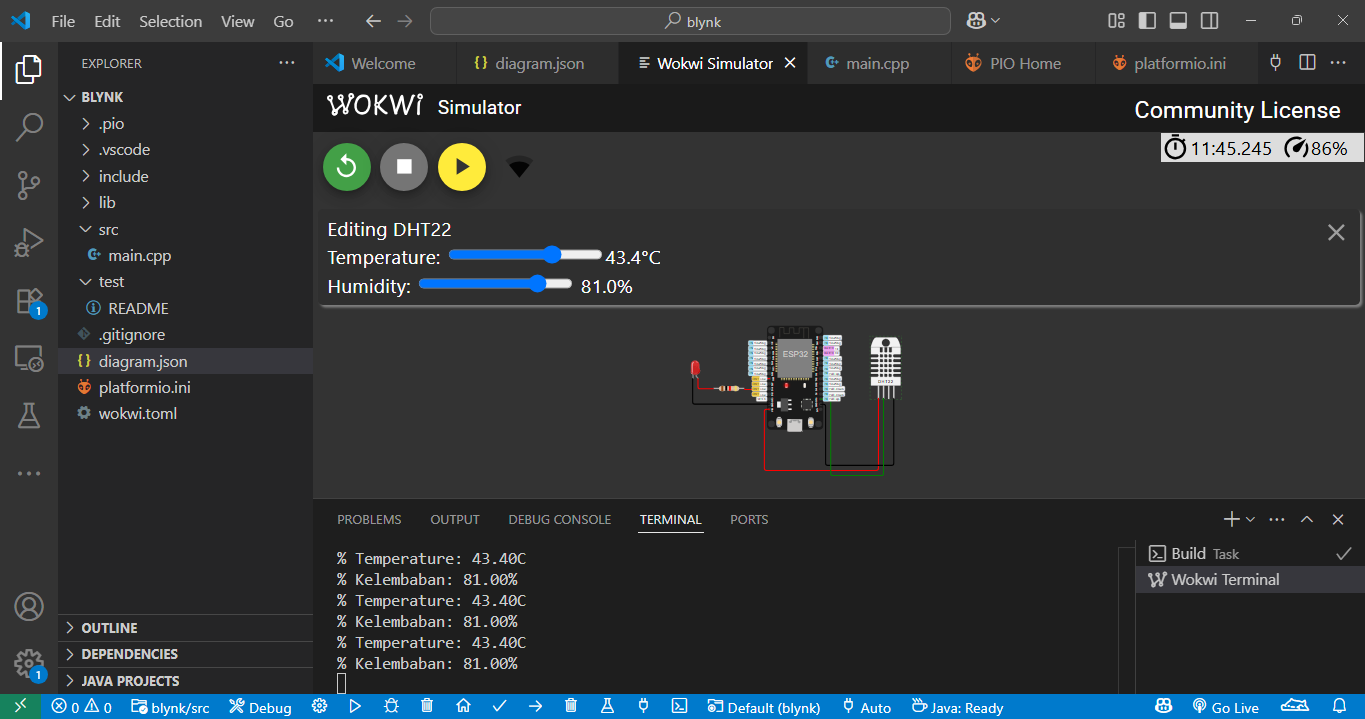 File Edit Selection View Go ··· blynk
EXPLORER ···
Welcome
{} diagram.json
Wokwi Simulator
main.cpp
PIO Home
platformio.ini
BLYNK
.pio
.vscode
include
lib
src
main.cpp
test
README
.gitignore
{} diagram.json
platformio.ini
wokwi.toml
OUTLINE
DEPENDENCIES
JAVA PROJECTS
1
1
WOKWi Simulator
Community License
11:45.245 86%
Editing DHT22
Temperature: 43.4°C
Humidity: 81.0%
ESP32
DHT22
PROBLEMS OUTPUT DEBUG CONSOLE TERMINAL PORTS
% Temperature: 43.40C
% Kelembaban: 81.00%
% Temperature: 43.40C
% Kelembaban: 81.00%
% Temperature: 43.40C
% Kelembaban: 81.00%
Build Task
Wokwi Terminal
0 0 blynk/src Debug Default (blynk) Auto Java: Ready Go Live